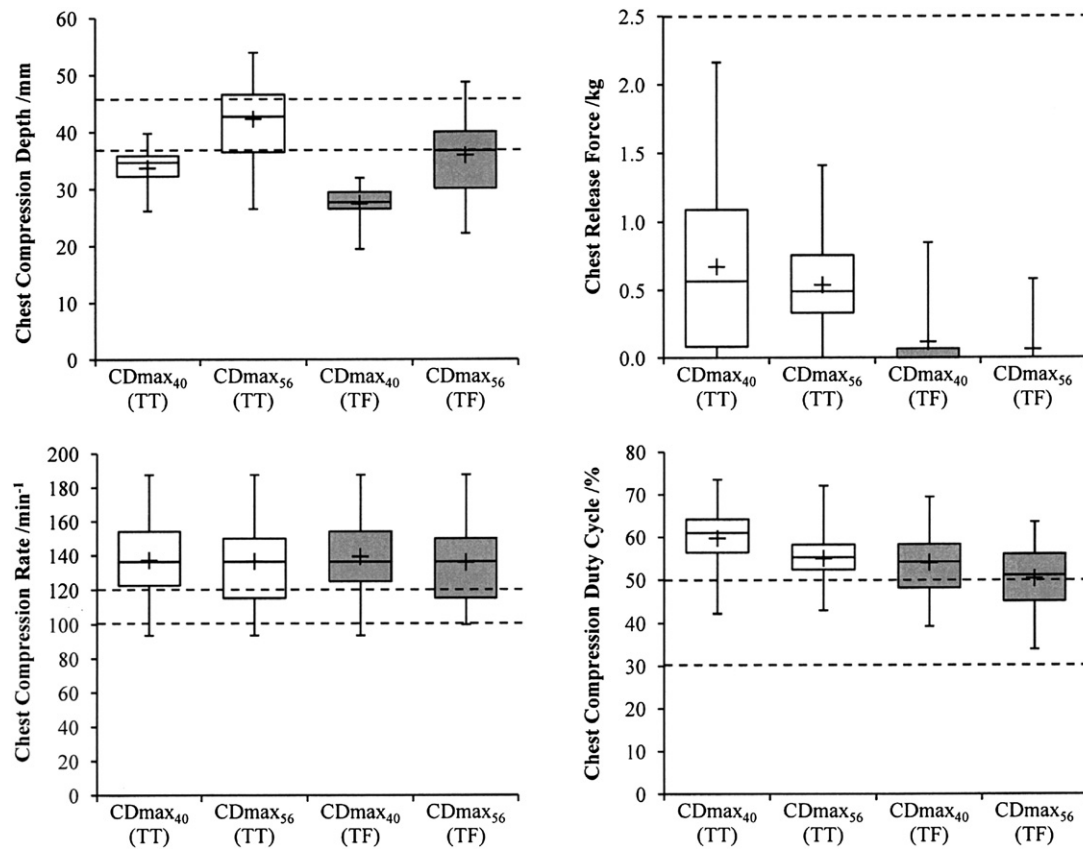 Chest Compression Depth /mm
60
50
40
30
20
10
0
CDmax₄₀ CDmax₅₆ CDmax₄₀ CDmax₅₆
(TT) (TT) (TF) (TF)
Chest Release Force /kg
2.5
2.0
1.5
1.0
0.5
0.0
CDmax₄₀ CDmax₅₆ CDmax₄₀ CDmax₅₆
(TT) (TT) (TF) (TF)
Chest Compression Rate /min⁻¹
200
180
160
140
120
100
80
60
40
20
0
CDmax₄₀ CDmax₅₆ CDmax₄₀ CDmax₅₆
(TT) (TT) (TF) (TF)
Chest Compression Duty Cycle /%
80
70
60
50
40
30
20
10
0
CDmax₄₀ CDmax₅₆ CDmax₄₀ CDmax₅₆
(TT) (TT) (TF) (TF)